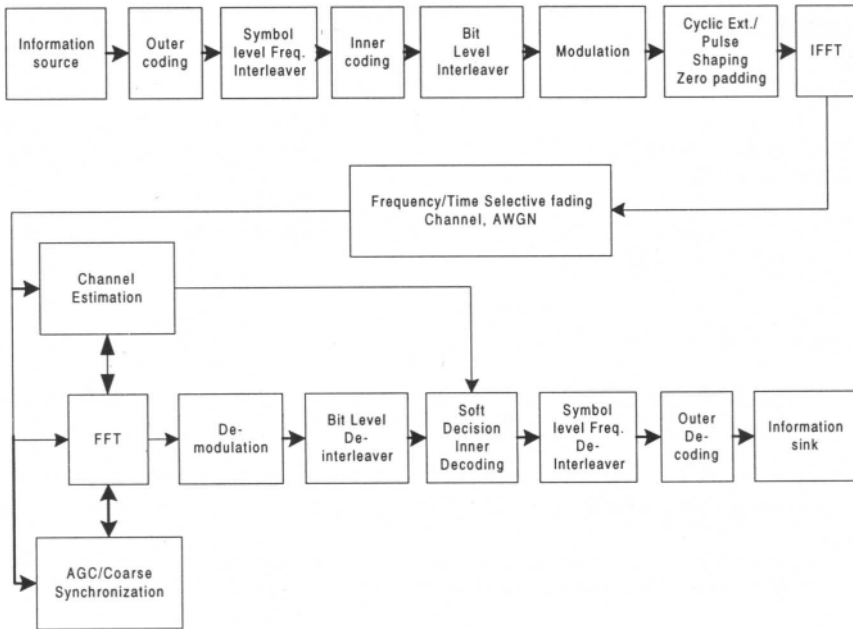 Information
source
Outer
coding
Symbol
level Freq.
Interleaver
Inner
coding
Bit
Level
Interleaver
Modulation
Cyclic Ext./
Pulse
Shaping
Zero padding
IFFT
Frequency/Time Selective fading
Channel, AWGN
Channel
Estimation
FFT
De-
modulation
Bit Level
De-
interleaver
Soft
Decision
Inner
Decoding
Symbol
level Freq.
De-
Interleaver
Outer
De-
coding
Information
sink
AGC/Coarse
Synchronization